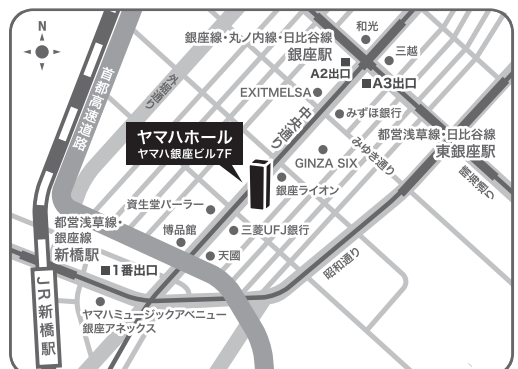 N
和光
銀座線・丸ノ内線・日比谷線
銀座駅
三越
A2出口
A3出口
EXITMELSA
外堀通り
首都高速道路
中央通り
みずほ銀行
都営浅草線・日比谷線
東銀座駅
ヤマハホール
ヤマハ銀座ビル7F
みゆき通り
GINZA SIX
晴海通り
銀座ライオン
資生堂パーラー
都営浅草線・
銀座線
新橋駅
博品館
三菱UFJ銀行
天國
昭和通り
1番出口
JR新橋駅
ヤマハミュージックアベニュー
銀座アネックス